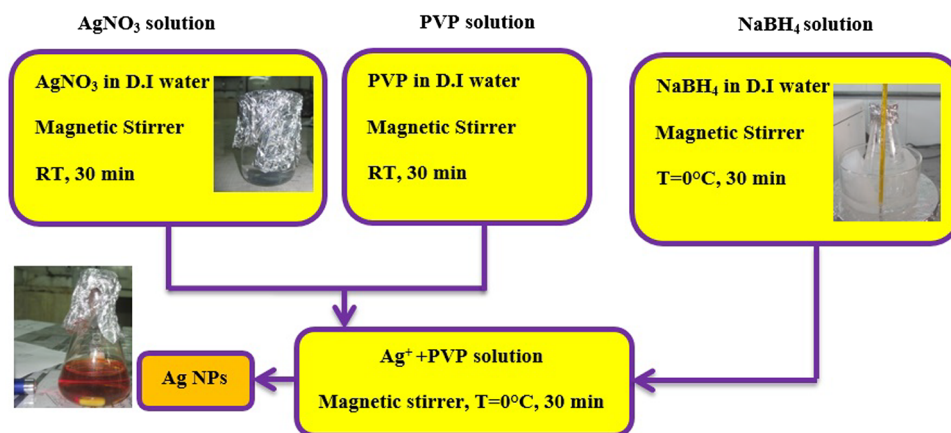 AgNO₃ solution
AgNO₃ in D.I water
Magnetic Stirrer
RT, 30 min
PVP solution
PVP in D.I water
Magnetic Stirrer
RT, 30 min
NaBH₄ solution
NaBH₄ in D.I water
Magnetic Stirrer
T=0°C, 30 min
Ag⁺ +PVP solution
Magnetic stirrer, T=0°C, 30 min
Ag NPs